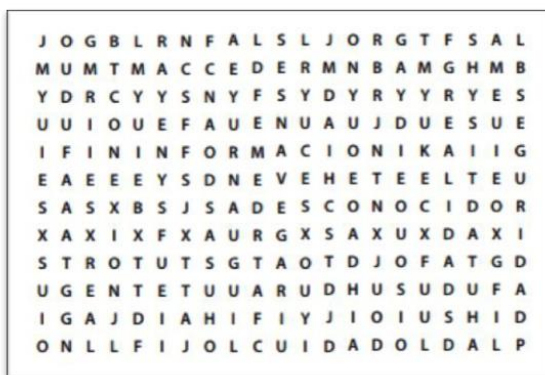 J O G B L R N F A L S L J O R G T F S A L
M U M T M A C C E D E R M N B A M G H M B
Y D R C Y Y S N Y F S Y D Y R Y Y R Y E S
U U I O U E F A U E N U A U J D U E S U E
I F I N I N F O R M A C I O N I K A I I G
E A E E E Y S D N E V E H E T E E L T E U
S A S X B S J S A D E S C O N O C I D O R
X A X I X F X A U R G X S A X U X D A X I
S T R O T U T S G T A O T D J O F A T G D
U G E N T E T U U A R U D H U S U D U F A
I G A J D I A H I F I Y J I O I U S H I D
O N L L F I J O L C U I D A D O L D A L P